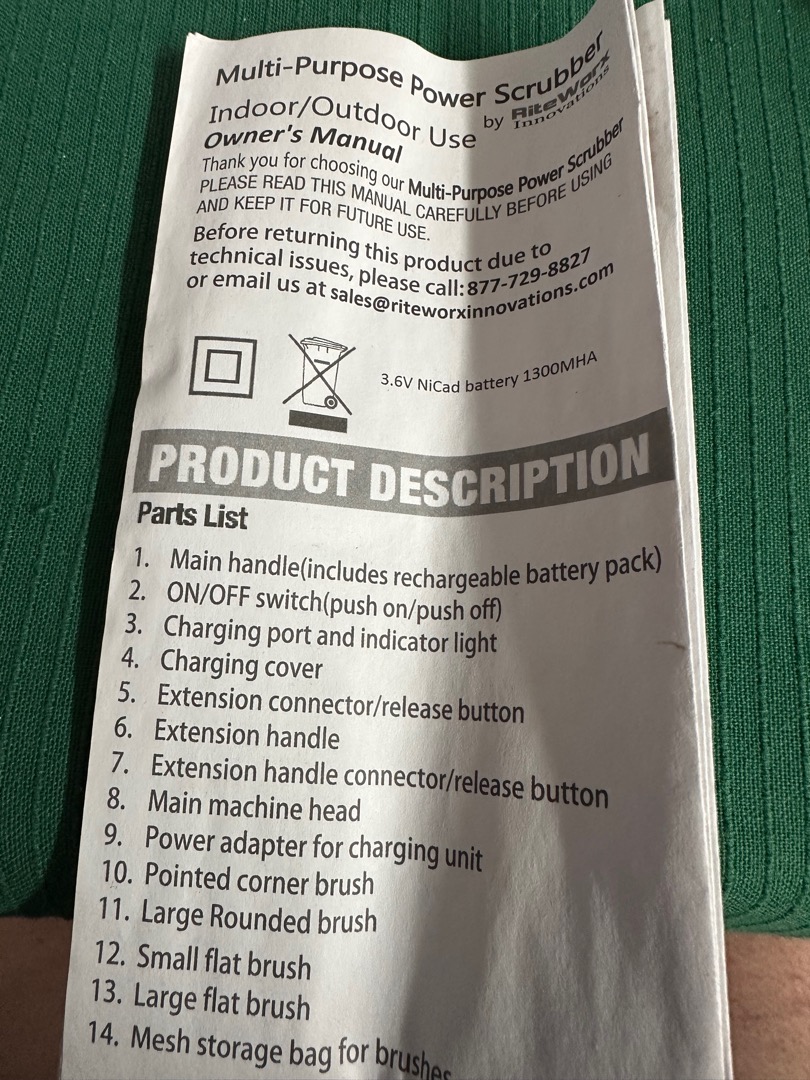 Multi-Purpose Power Scrubber
Indoor/Outdoor Use by RiteWorx
Innovations
Owner's Manual
Thank you for choosing our Multi-Purpose Power Scrubber
PLEASE READ THIS MANUAL CAREFULLY BEFORE USING
AND KEEP IT FOR FUTURE USE.
Before returning this product due to
technical issues, please call: 877-729-8827
or email us at sales@riteworxinnovations.com
3.6V NiCad battery 1300MHA
PRODUCT DESCRIPTION
Parts List
1. Main handle(includes rechargeable battery pack)
2. ON/OFF switch(push on/push off)
3. Charging port and indicator light
4. Charging cover
5. Extension connector/release button
6. Extension handle
7. Extension handle connector/release button
8. Main machine head
9. Power adapter for charging unit
10. Pointed corner brush
11. Large Rounded brush
12. Small flat brush
13. Large flat brush
14. Mesh storage bag for brushes